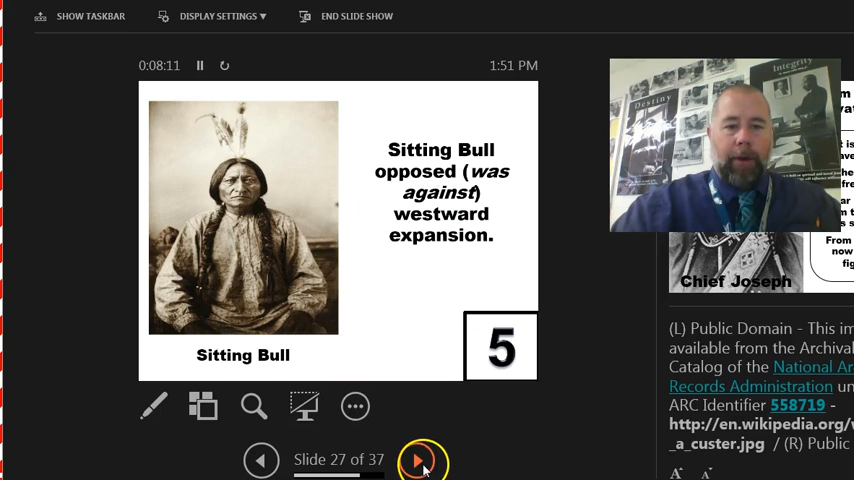 SHOW TASKBAR
DISPLAY SETTINGS ▼
END SLIDE SHOW
0:08:11
1:51 PM
Sitting Bull
opposed (was
against)
westward
expansion.
Sitting Bull
5
Slide 27 of 37
Destiny
Integrity
Chief Joseph
From
now
(L) Public Domain - This im
available from the Archival
Catalog of the National Ar
Records Administration un
ARC Identifier 558719 -
http://en.wikipedia.org/w
_a_custer.jpg / (R) Public
A A